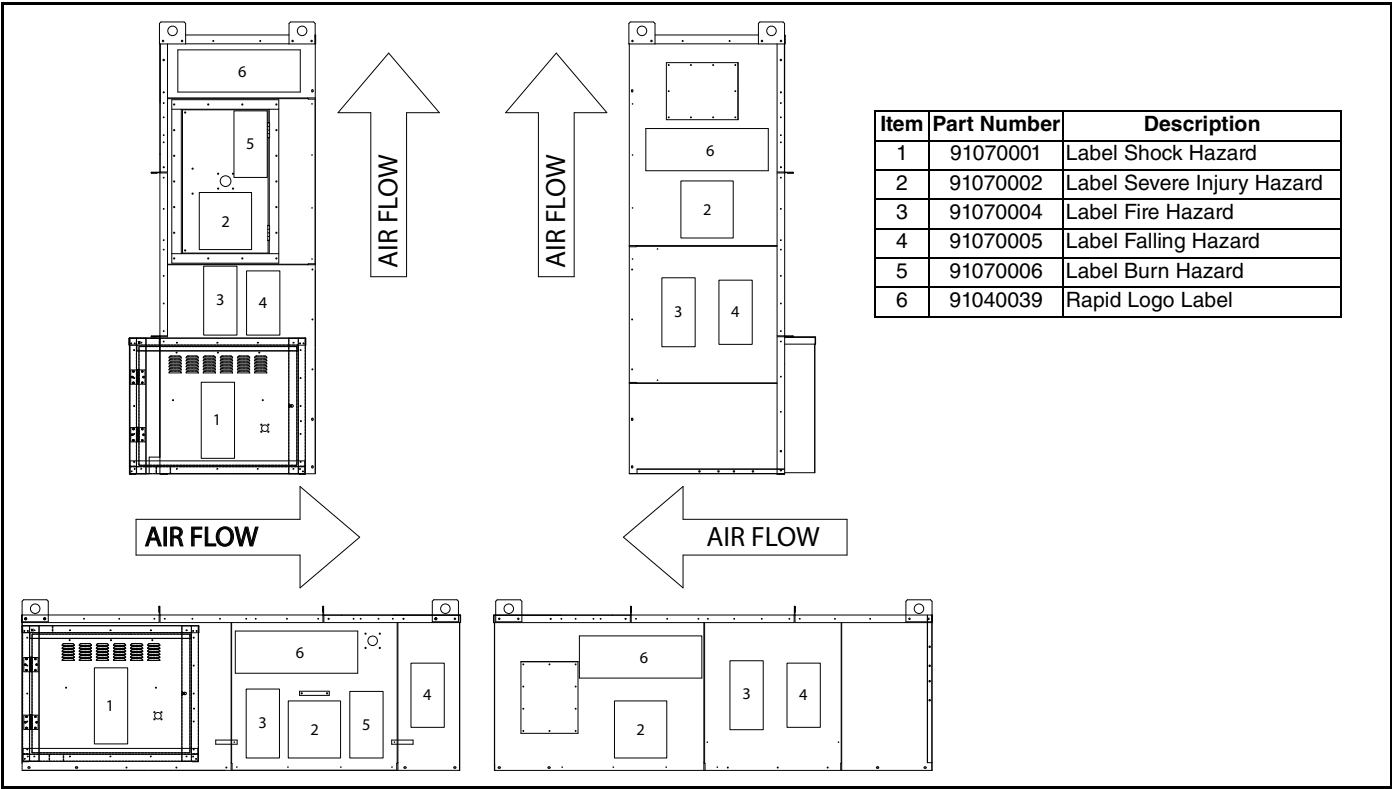 6
5
2
3
4
1
AIR FLOW
AIR FLOW
6
2
3
4
Item Part Number Description
1 91070001 Label Shock Hazard
2 91070002 Label Severe Injury Hazard
3 91070004 Label Fire Hazard
4 91070005 Label Falling Hazard
5 91070006 Label Burn Hazard
6 91040039 Rapid Logo Label
AIR FLOW
AIR FLOW
1
6
3
2
5
4
6
2
3
4